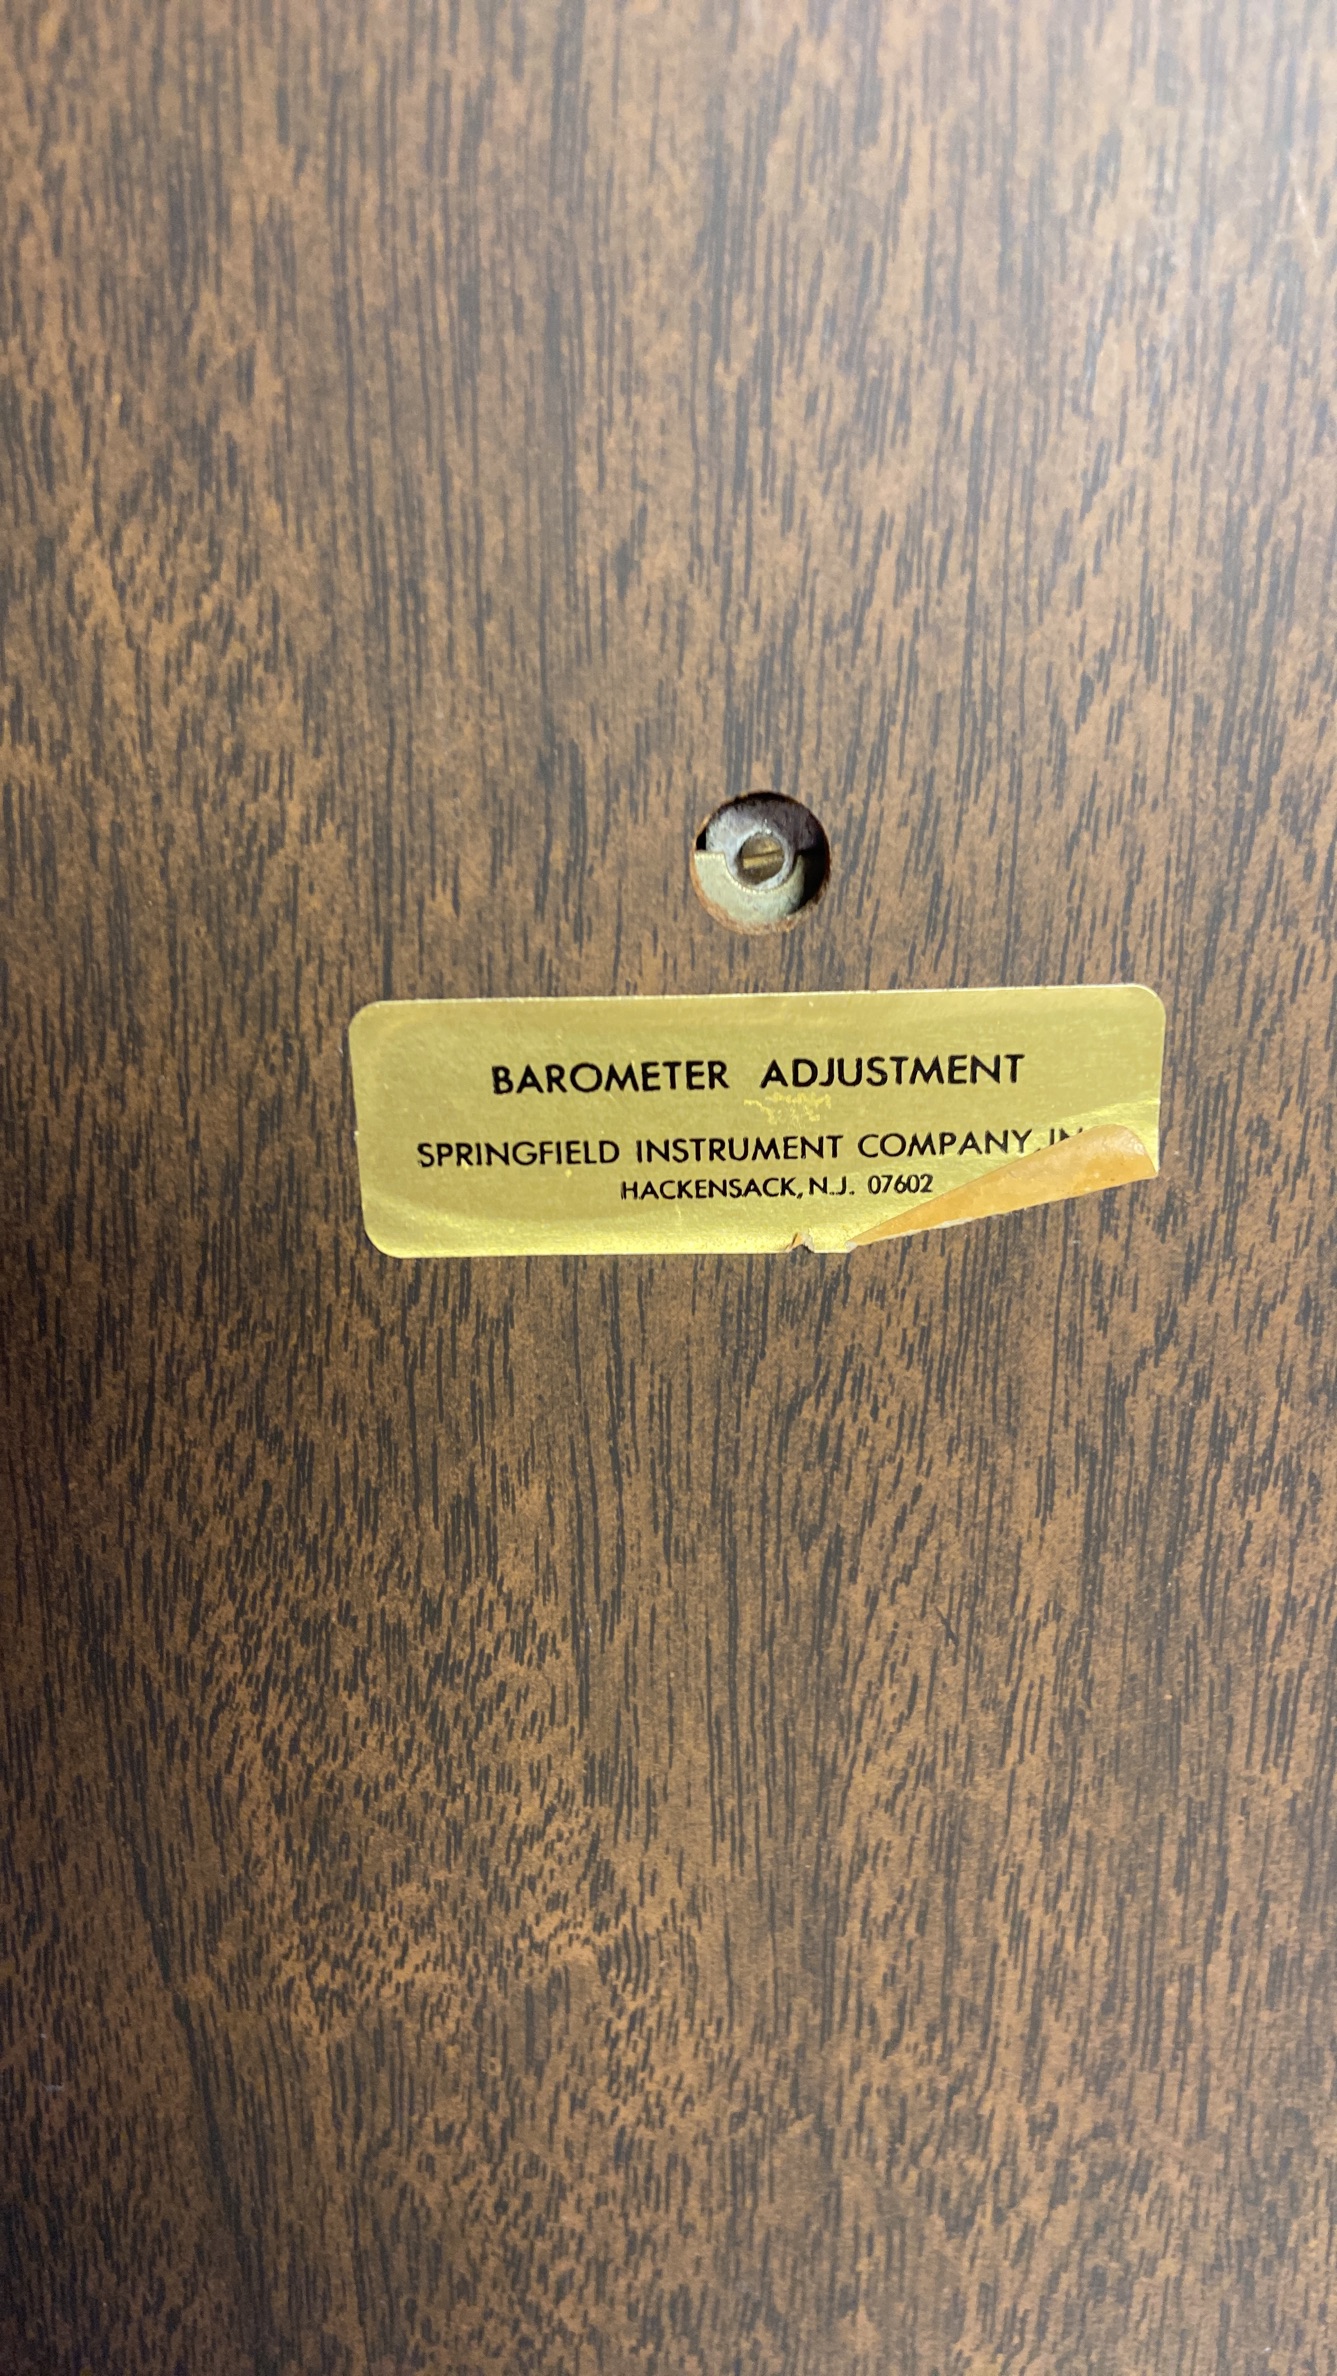 BAROMETER ADJUSTMENT
SPRINGFIELD INSTRUMENT COMPANY,
HACKENSACK, N.J. 07602